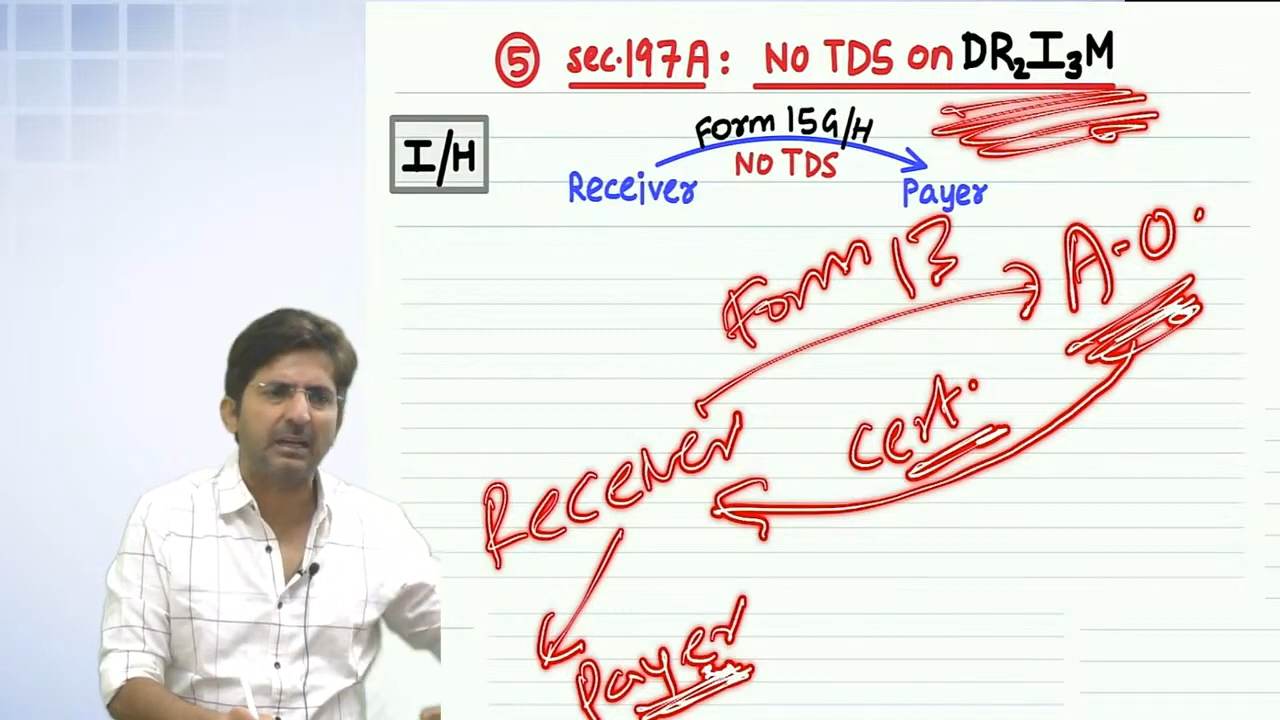 ⑤ sec.197A: NO TDS on DR₂I₃M
I/H
Form 15G/H
NO TDS
Receiver
Payer
Form 13
A.O.
Cert.
Receiver
Payer